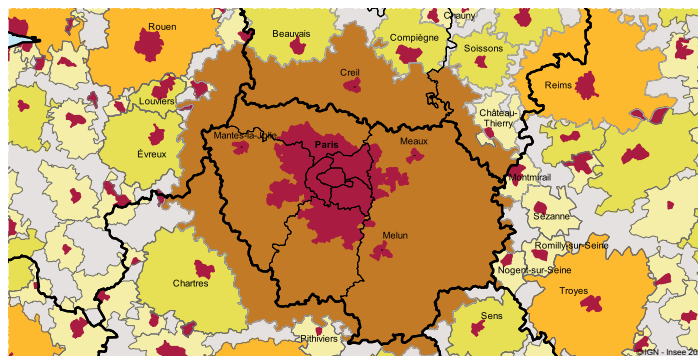 Rouen
Beauvais
Compiègne
Chauny
Soissons
Creil
Reims
Louviers
Château-
Thierry
Mantes-la-Jolie
Paris
Meaux
Évreux
Montmirail
Sézanne
Melun
Romilly-sur-Seine
Nogent-sur-Seine
Chartres
Troyes
Sens
Pithiviers
IGN - Insee